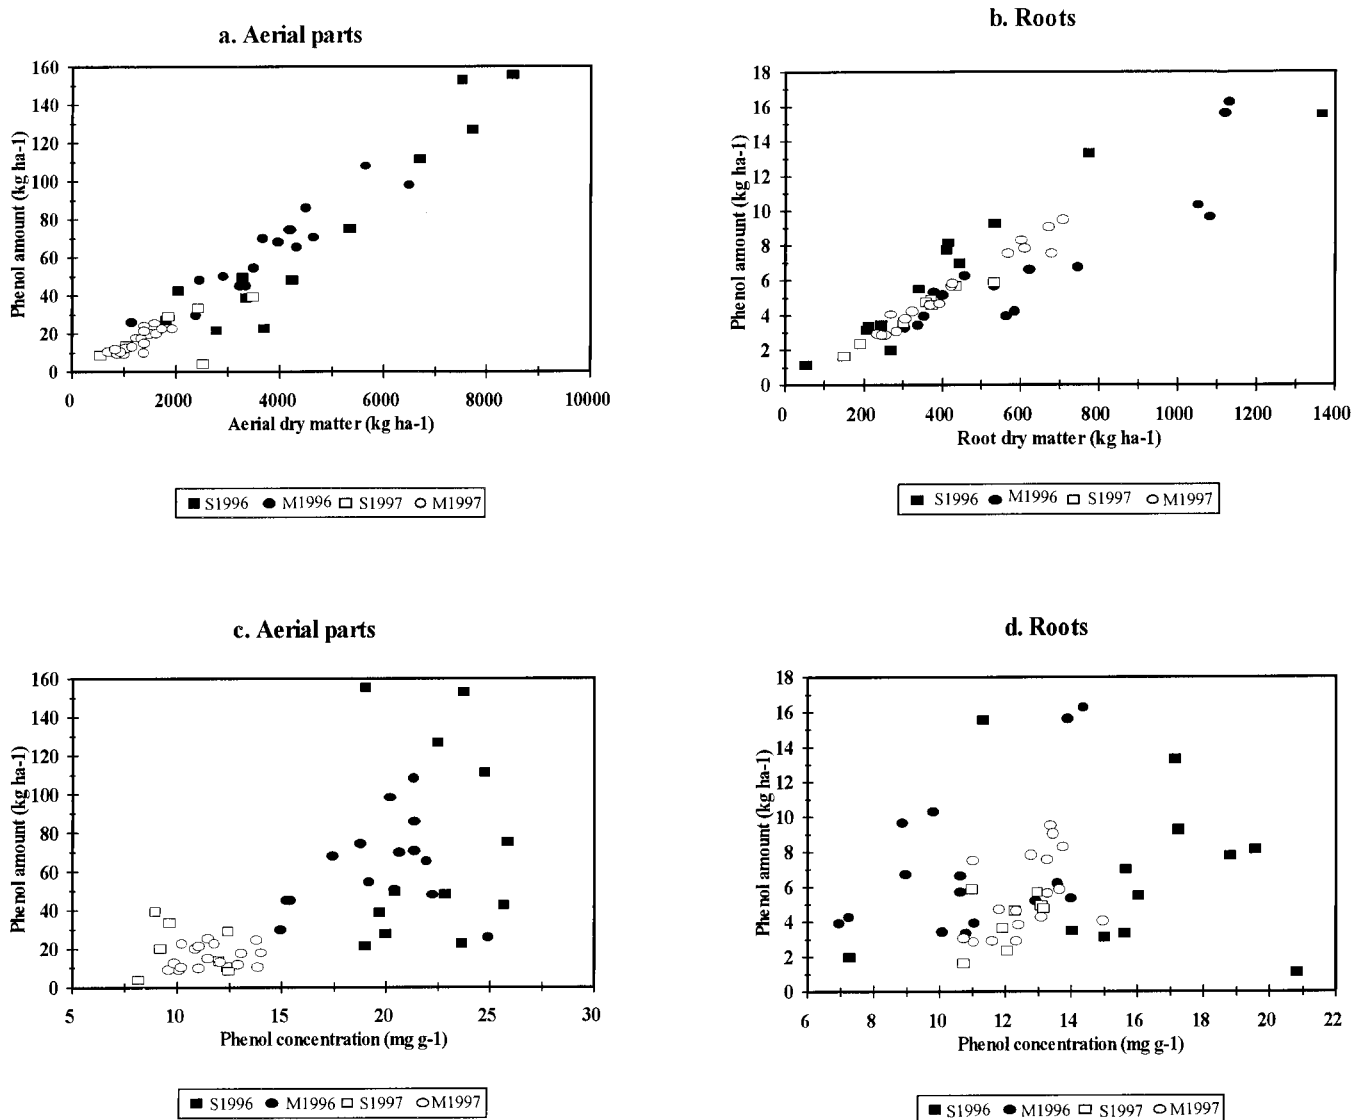 a. Aerial parts
160
140
120
100
80
60
40
20
0
Phenol amount (kg ha-1)
0 2000 4000 6000 8000 10000
Aerial dry matter (kg ha-1)
S1996 M1996 S1997 M1997
b. Roots
18
16
14
12
10
8
6
4
2
0
Phenol amount (kg ha-1)
0 200 400 600 800 1000 1200 1400
Root dry matter (kg ha-1)
S1996 M1996 S1997 M1997
c. Aerial parts
160
140
120
100
80
60
40
20
0
Phenol amount (kg ha-1)
5 10 15 20 25 30
Phenol concentration (mg g-1)
S1996 M1996 S1997 M1997
d. Roots
18
16
14
12
10
8
6
4
2
0
Phenol amount (kg ha-1)
6 8 10 12 14 16 18 20 22
Phenol concentration (mg g-1)
S1996 M1996 S1997 M1997